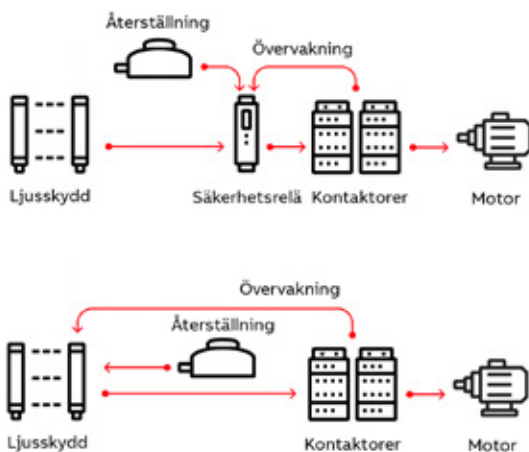 Återställning
Övervakning
Ljusskydd
Säkerhetsrelä
Kontaktorer
Motor
Övervakning
Återställning
Ljusskydd
Kontaktorer
Motor